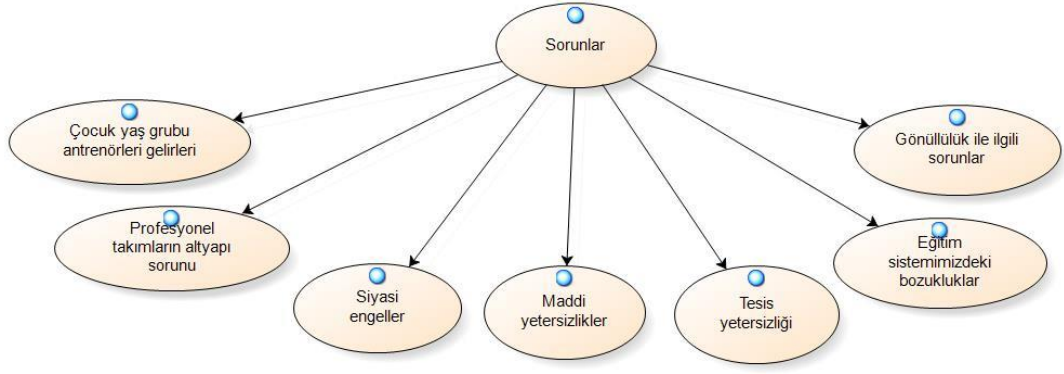 Sorunlar
Çocuk yaş grubu
antrenörleri gelirleri
Profesyonel
takımların altyapı
sorunu
Siyasi
engeller
Maddi
yetersizlikler
Tesis
yetersizliği
Eğitim
sistemimizdeki
bozukluklar
Gönüllülük ile ilgili
sorunlar